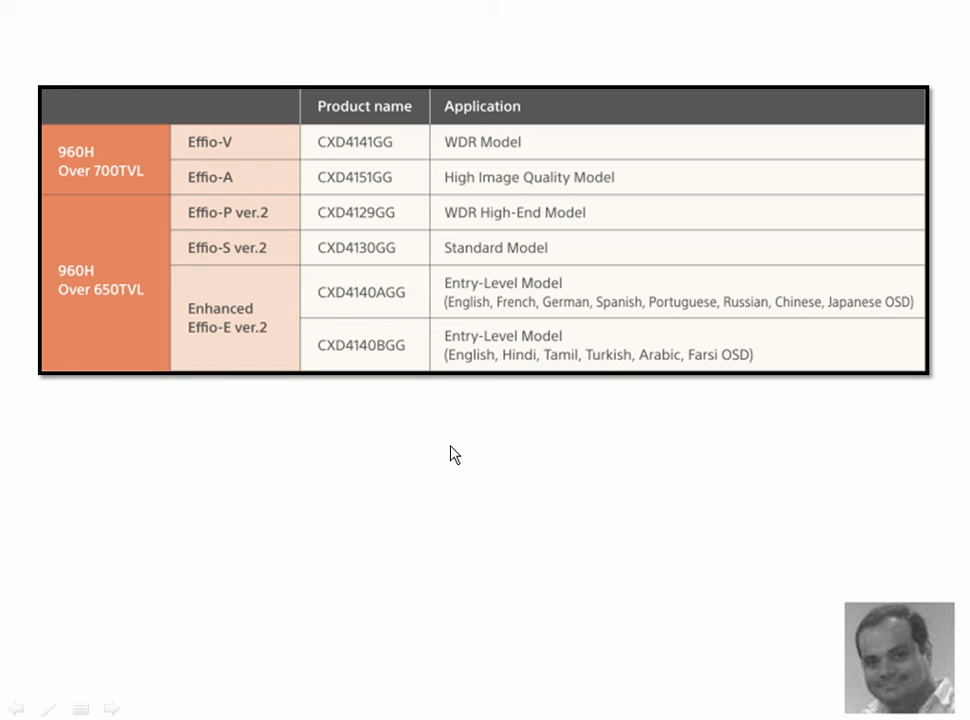 Product name Application
960H
Over 700TVL
Effio-V CXD4141GG WDR Model
Effio-A CXD4151GG High Image Quality Model
960H
Over 650TVL
Effio-P ver.2 CXD4129GG WDR High-End Model
Effio-S ver.2 CXD4130GG Standard Model
Enhanced
Effio-E ver.2
CXD4140AGG
Entry-Level Model
(English, French, German, Spanish, Portuguese, Russian, Chinese, Japanese OSD)
CXD4140BGG
Entry-Level Model
(English, Hindi, Tamil, Turkish, Arabic, Farsi OSD)